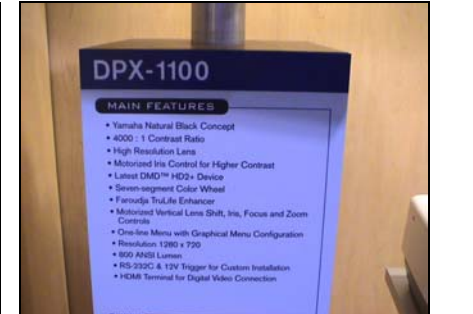 DPX-1100
MAIN FEATURES
• Yamaha Natural Black Concept
• 4000 : 1 Contrast Ratio
• High Resolution Lens
• Motorized Iris Control for Higher Contrast
• Latest DMD™ HD2+ Device
• Seven-segment Color Wheel
• Faroudja TruLife Enhancer
• Motorized Vertical Lens Shift, Iris, Focus and Zoom
Controls
• One-line Menu with Graphical Menu Configuration
• Resolution 1280 x 720
• 800 ANSI Lumen
• RS-232C & 12V Trigger for Custom Installation
• HDMI Terminal for Digital Video Connection